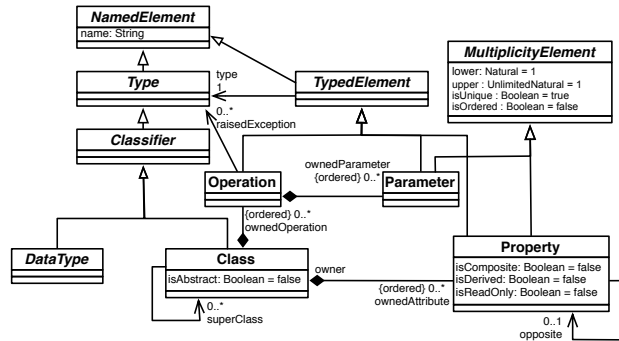 NamedElement
name: String
MultiplicityElement
lower: Natural = 1
upper : UnlimitedNatural = 1
isUnique : Boolean = true
isOrdered : Boolean = false
Type
type
1
TypedElement
0..*
raisedException
Classifier
Operation
ownedParameter
{ordered} 0..*
Parameter
{ordered} 0..*
ownedOperation
DataType
Class
isAbstract: Boolean = false
owner
{ordered} 0..*
ownedAttribute
Property
isComposite: Boolean = false
isDerived: Boolean = false
isReadOnly: Boolean = false
0..*
superClass
0..1
opposite